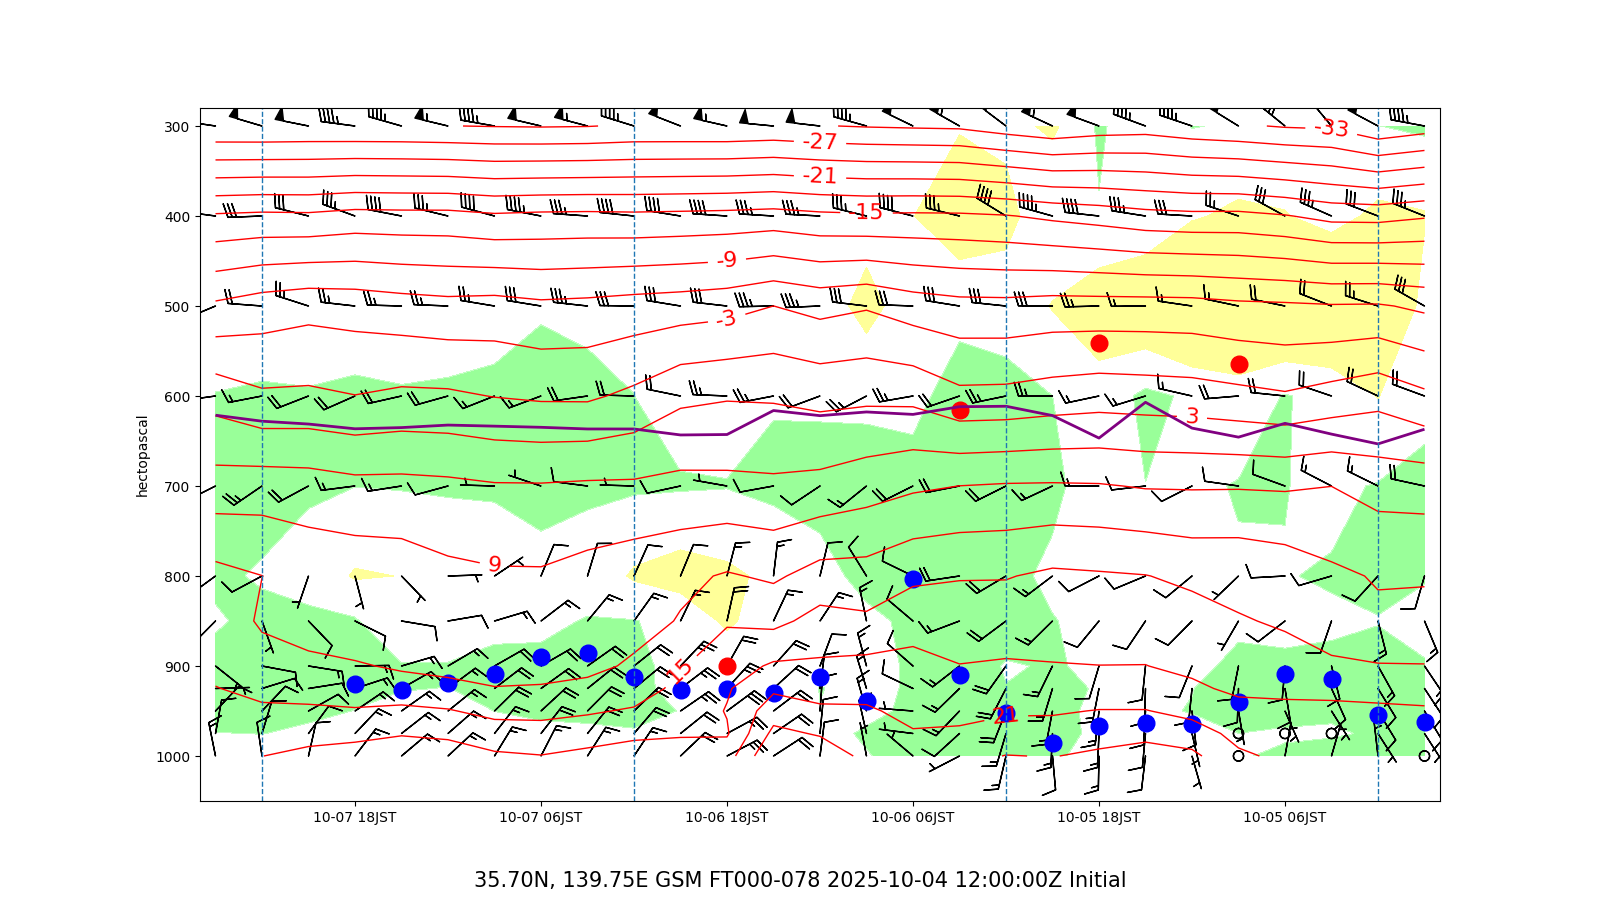 300
400
500
600
700
800
900
1000
hectopascal
-33
-27
-21
15
-9
-3
3
9
15
21
10-07 18JST
10-07 06JST
10-06 18JST
10-06 06JST
10-05 18JST
10-05 06JST
35.70N, 139.75E GSM FT000-078 2025-10-04 12:00:00Z Initial